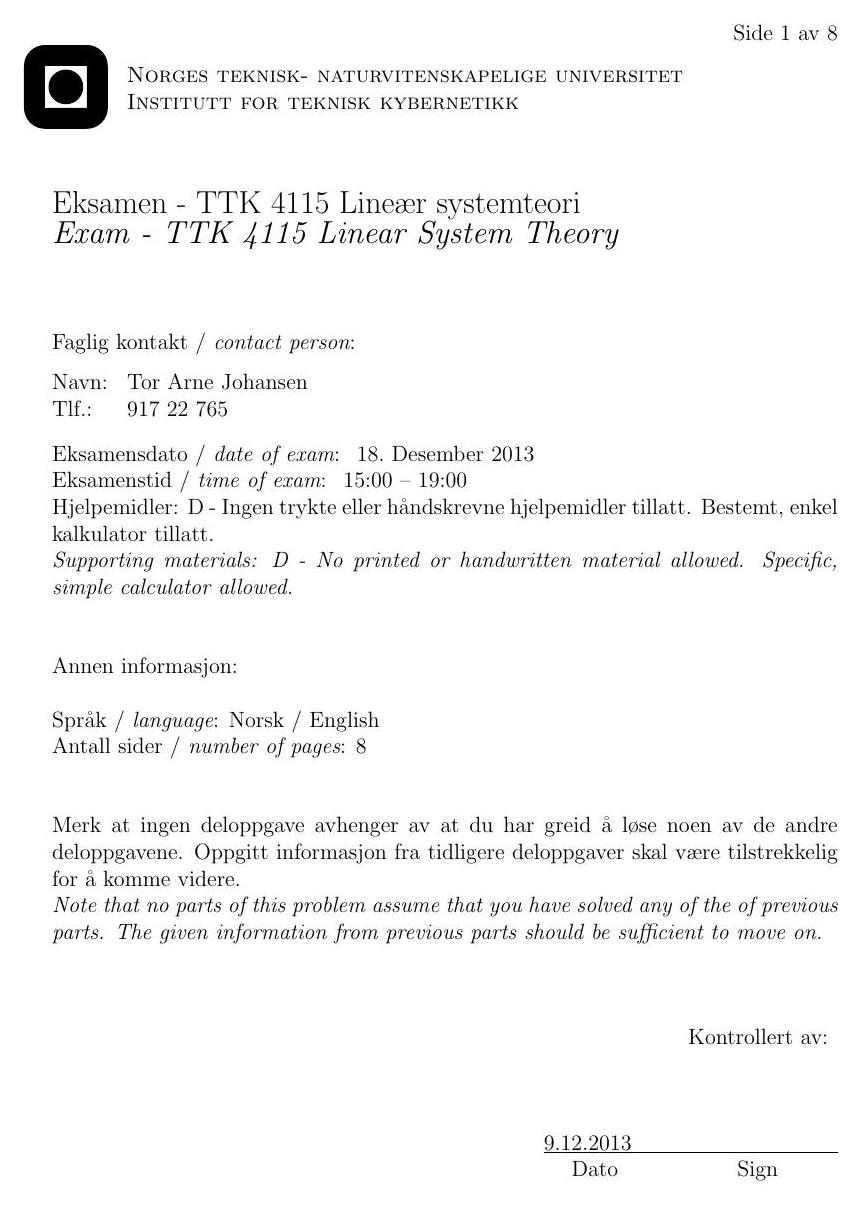 Side 1 av 8
Norges teknisk- naturvitenskapelige universitet
Institutt for teknisk kybernetikk
Eksamen - TTK 4115 Lineær systemteori
Exam - TTK 4115 Linear System Theory
Faglig kontakt / contact person:
Navn: Tor Arne Johansen
Tlf.: 917 22 765
Eksamensdato / date of exam: 18. Desember 2013
Eksamenstid / time of exam: 15:00 – 19:00
Hjelpemidler: D - Ingen trykte eller håndskrevne hjelpemidler tillatt. Bestemt, enkel
kalkulator tillatt.
Supporting materials: D - No printed or handwritten material allowed. Specific,
simple calculator allowed.
Annen informasjon:
Språk / language: Norsk / English
Antall sider / number of pages: 8
Merk at ingen deloppgave avhenger av at du har greid å løse noen av de andre
deloppgavene. Oppgitt informasjon fra tidligere deloppgaver skal være tilstrekkelig
for å komme videre.
Note that no parts of this problem assume that you have solved any of the of previous
parts. The given information from previous parts should be sufficient to move on.
Kontrollert av:
9.12.2013
Dato Sign